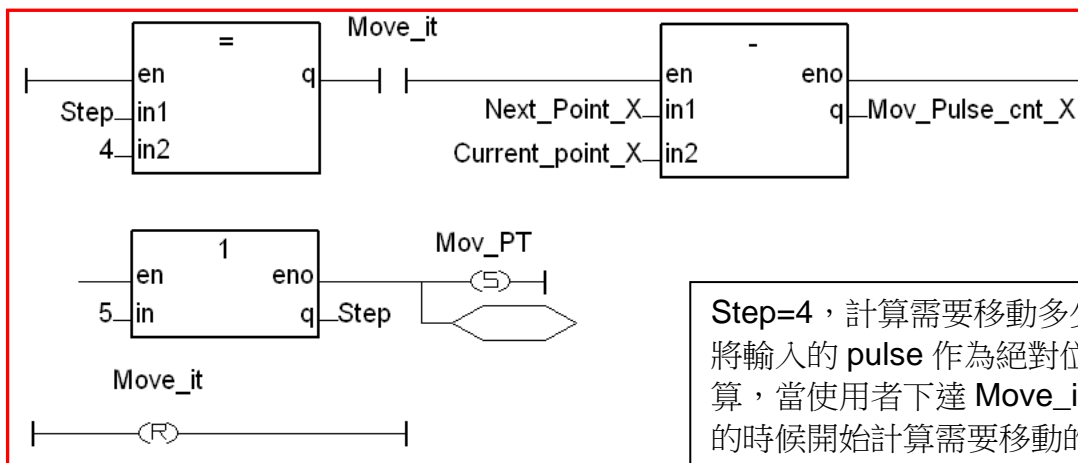 Move_it
= -
en q en eno
Step in1 Next_Point_X in1 q Mov_Pulse_cnt_X
4 in2 Current_point_X in2
1 Mov_PT
en eno (S)
5 in q Step
Move_it
(R)
Step=4,計算需要移動多
將輸入的 pulse 作為絕對
算,當使用者下達
的時候開始計算需要移動的